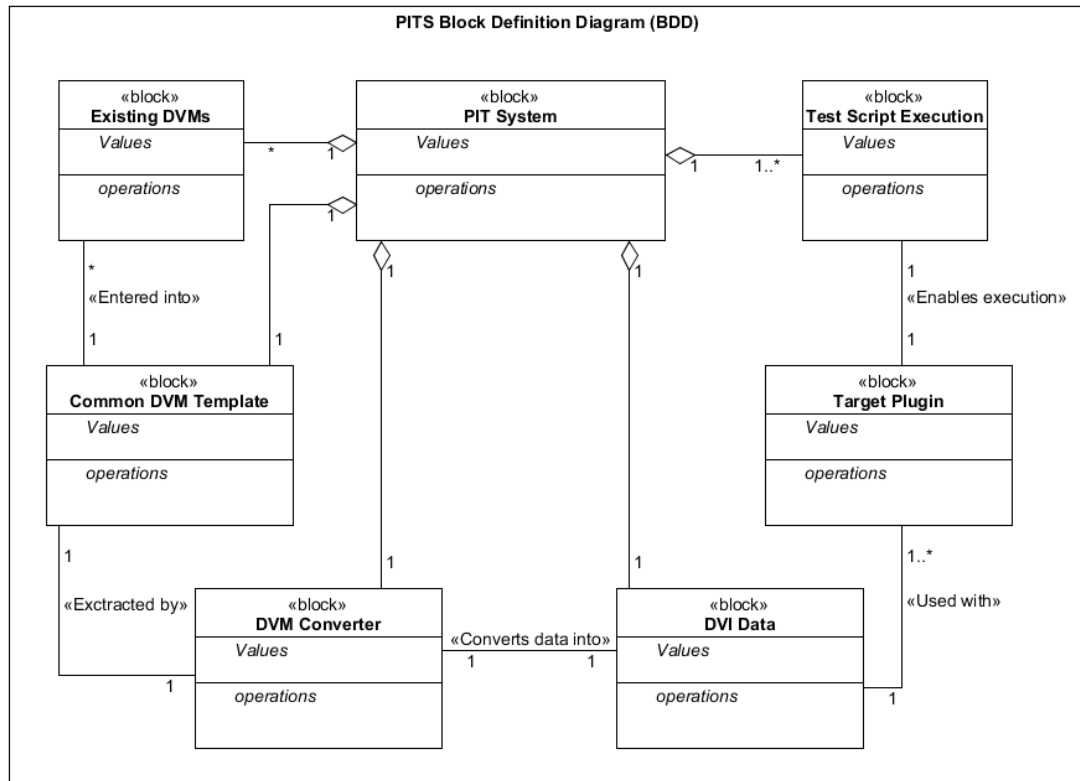 PITS Block Definition Diagram (BDD)
«block»
Existing DVMs
Values
operations
«block»
PIT System
Values
operations
«block»
Test Script Execution
Values
operations
*
1
1
1..*
1
1
1
*
«Entered into»
1
1
1
«Enables execution»
1
«block»
Common DVM Template
Values
operations
«block»
Target Plugin
Values
operations
1
«Exctracted by»
1
1
1
1..*
«Used with»
1
«block»
DVM Converter
Values
operations
«Converts data into»
1
1
«block»
DVI Data
Values
operations